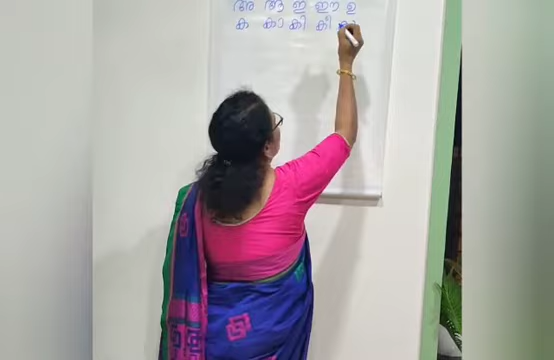 അ ആ ഇ ഈ ഉ
ക കാ കി കീ